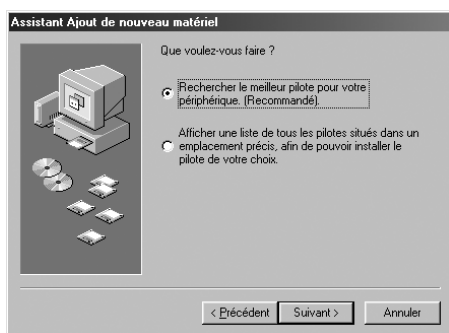 Assistant Ajout de nouveau matériel
Que voulez-vous faire ?
Rechercher le meilleur pilote pour votre
périphérique. (Recommandé).
Afficher une liste de tous les pilotes situés dans un
emplacement précis, afin de pouvoir installer le
pilote de votre choix.
< Précédent Suivant > Annuler